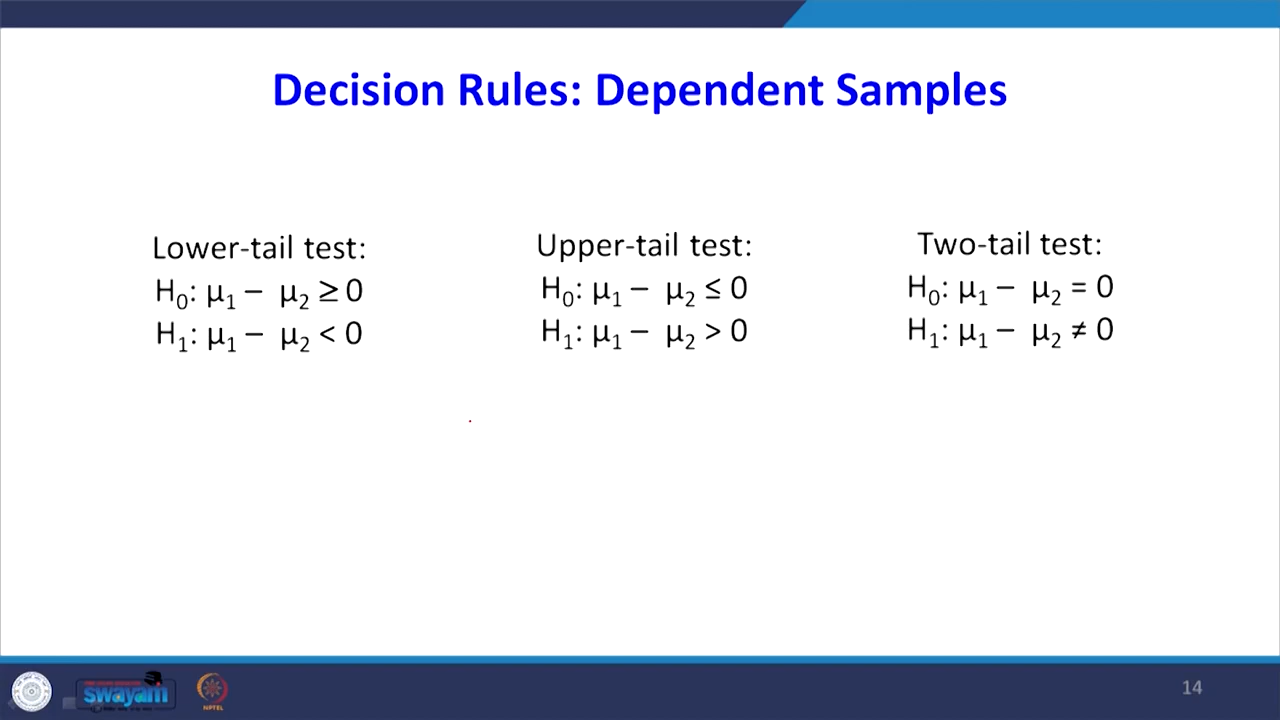 Decision Rules: Dependent Samples
Lower-tail test:
H₀: μ₁ – μ₂ ≥ 0
H₁: μ₁ – μ₂ < 0
Upper-tail test:
H₀: μ₁ – μ₂ ≤ 0
H₁: μ₁ – μ₂ > 0
Two-tail test:
H₀: μ₁ – μ₂ = 0
H₁: μ₁ – μ₂ ≠ 0
swayam
NPTEL
14